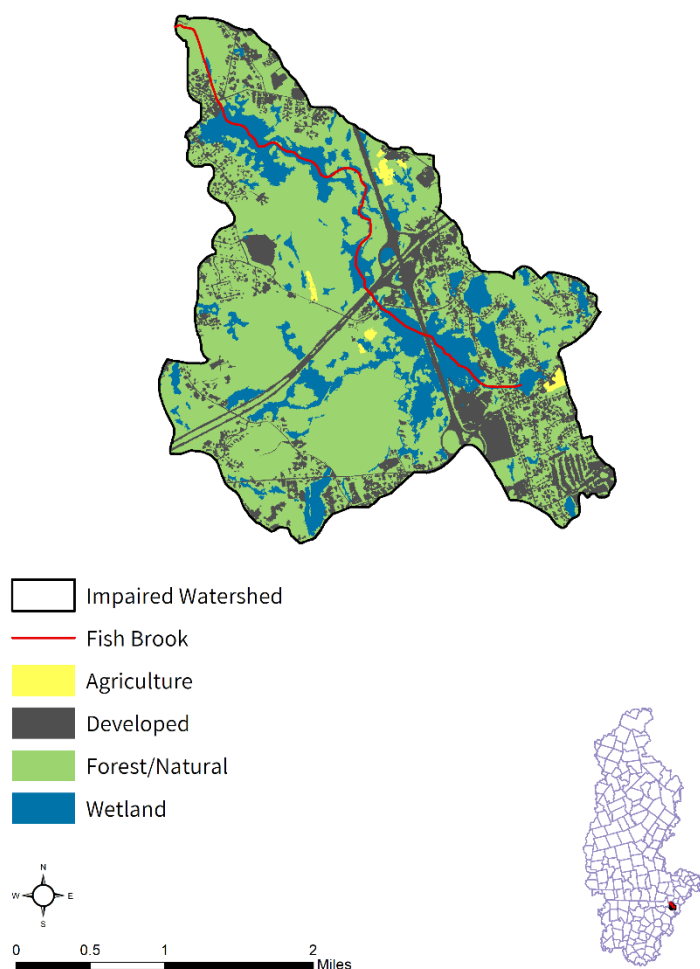 Impaired Watershed
Fish Brook
Agriculture
Developed
Forest/Natural
Wetland
N
W E
S
0 0.5 1 2
Miles